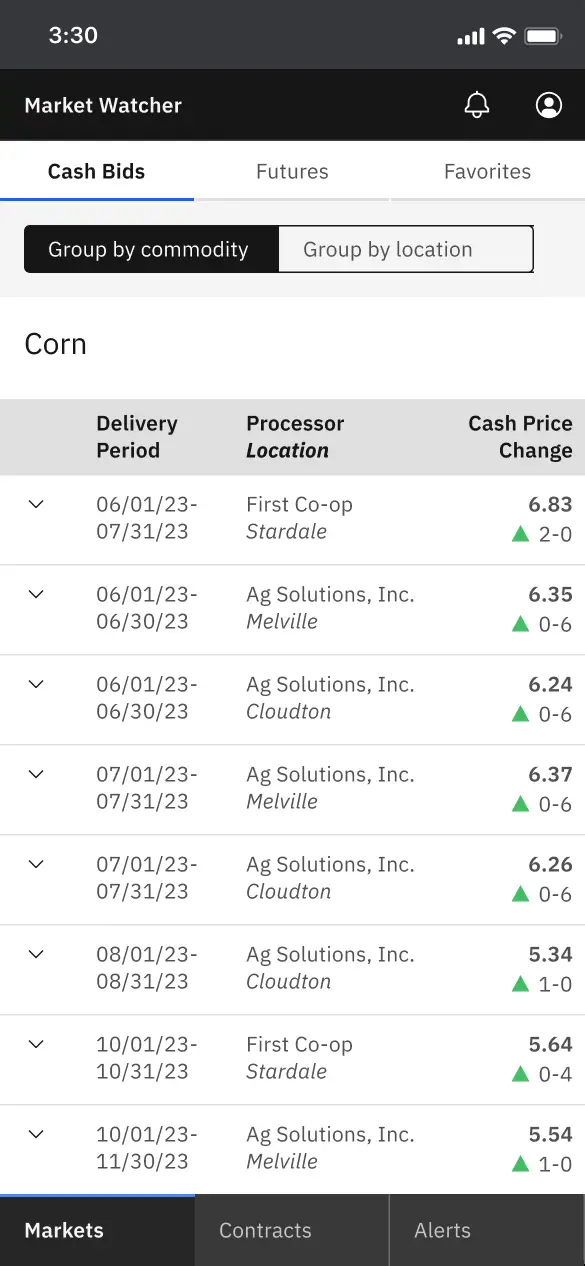 3:30
Market Watcher
Cash Bids Futures Favorites
Group by commodity Group by location
Corn
Delivery Processor Cash Price
Period Location Change
06/01/23- First Co-op 6.83
07/31/23 Stardale ▲ 2-0
06/01/23- Ag Solutions, Inc. 6.35
06/30/23 Melville ▲ 0-6
06/01/23- Ag Solutions, Inc. 6.24
06/30/23 Cloudton ▲ 0-6
07/01/23- Ag Solutions, Inc. 6.37
07/31/23 Melville ▲ 0-6
07/01/23- Ag Solutions, Inc. 6.26
07/31/23 Cloudton ▲ 0-6
08/01/23- Ag Solutions, Inc. 5.34
08/31/23 Cloudton ▲ 1-0
10/01/23- First Co-op 5.64
10/31/23 Stardale ▲ 0-4
10/01/23- Ag Solutions, Inc. 5.54
11/30/23 Melville ▲ 1-0
Markets Contracts Alerts